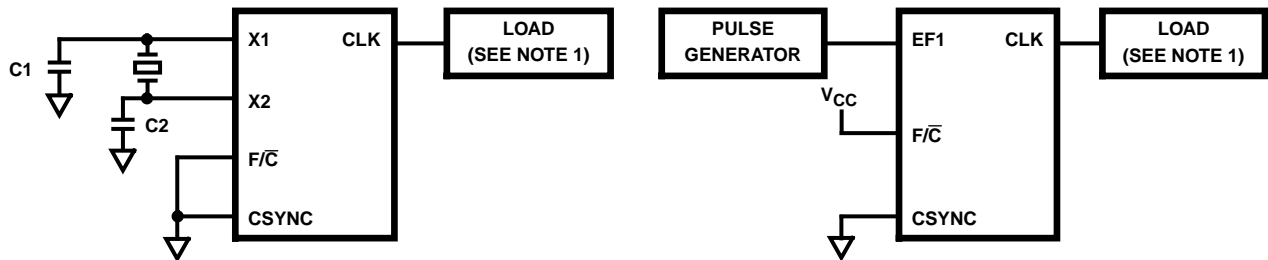 C1
X1
CLK
LOAD
(SEE NOTE 1)
X2
C2
F/C̅
CSYNC
PULSE
GENERATOR
EF1
CLK
LOAD
(SEE NOTE 1)
VCC
F/C̅
CSYNC